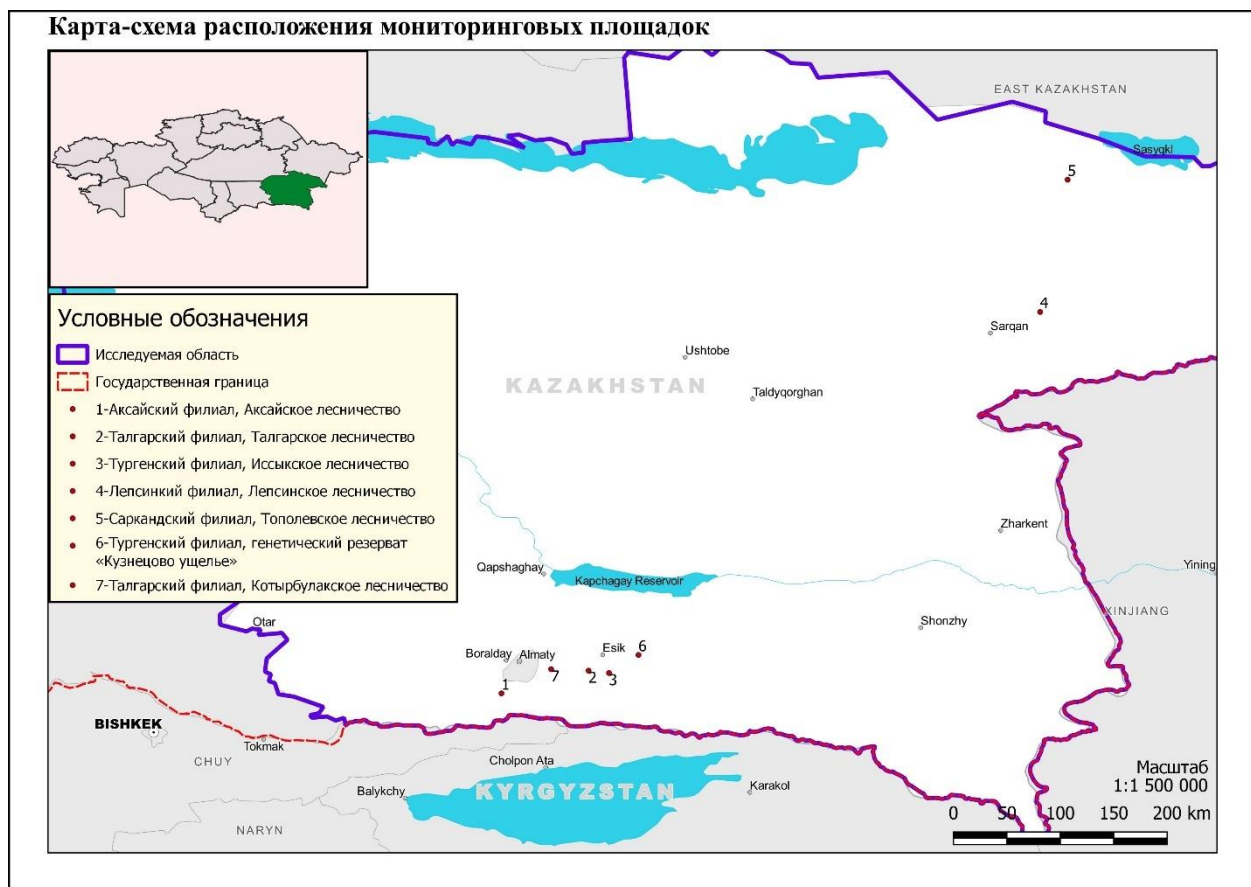 Карта-схема расположения мониторинговых площадок
EAST KAZAKHSTAN
Sasyqkl
5
4
Sarqan
Ushtobe
KAZAKHSTAN
Taldyqorghan
Условные обозначения
Исследуемая область
Государственная граница
1-Аксайский филиал, Аксайское лесничество
2-Талгарский филиал, Талгарское лесничество
3-Тургенский филиал, Иссыкское лесничество
4-Лепсинкий филиал, Лепсинское лесничество
5-Саркандский филиал, Тополевское лесничество
6-Тургенский филиал, генетический резерват
«Кузнецово ущелье»
7-Талгарский филиал, Котырбулакское лесничество
Zharkent
Qapshaghay
Kapchagay Reservoir
Yining
XINJIANG
Otar
Shonzhy
Boralday
Almaty
Esik
6
7
2
3
1
BISHKEK
Tokmak
CHUY
Cholpon Ata
Balykchy
KYRGYZSTAN
Karakol
NARYN
Масштаб
1:1 500 000
0 50 100 150 200 km